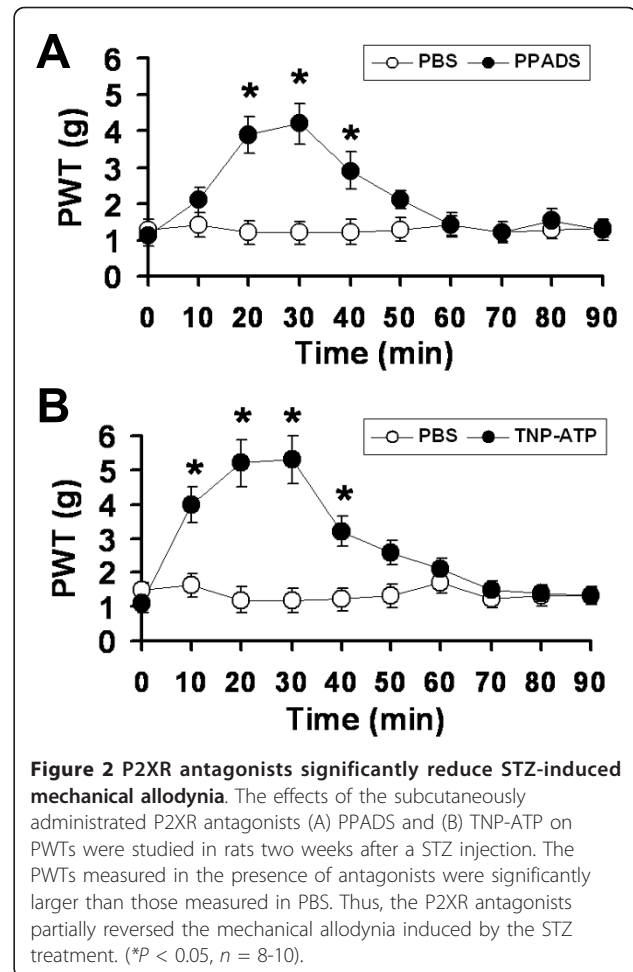 A
PBS PPADS
* * *
6
5
4
3
2
1
0
PWT (g)
0 10 20 30 40 50 60 70 80 90
Time (min)
B
PBS TNP-ATP
* * * *
6
5
4
3
2
1
0
PWT (g)
0 10 20 30 40 50 60 70 80 90
Time (min)
Figure 2 P2XR antagonists significantly reduce STZ-induced
mechanical allodynia. The effects of the subcutaneously
administrated P2XR antagonists (A) PPADS and (B) TNP-ATP on
PWTs were studied in rats two weeks after a STZ injection. The
PWTs measured in the presence of antagonists were significantly
larger than those measured in PBS. Thus, the P2XR antagonists
partially reversed the mechanical allodynia induced by the STZ
treatment. (*P < 0.05, n = 8-10).